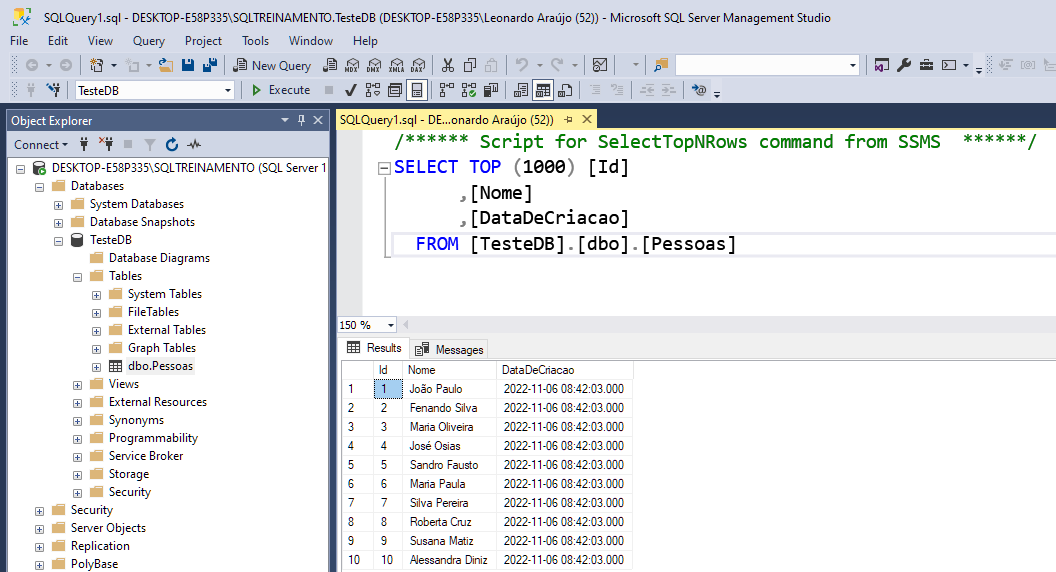 SQLQuery1.sql - DESKTOP-E58P335\SQLTREINAMENTO.TesteDB (DESKTOP-E58P335\Leonardo Araújo (52)) - Microsoft SQL Server Management Studio
File Edit View Query Project Tools Window Help
New Query MDX DMX XMLA DAX
TesteDB Execute
Object Explorer
Connect
DESKTOP-E58P335\SQLTREINAMENTO (SQL Server 1
Databases
System Databases
Database Snapshots
TesteDB
Database Diagrams
Tables
System Tables
FileTables
External Tables
Graph Tables
dbo.Pessoas
Views
External Resources
Synonyms
Programmability
Service Broker
Storage
Security
Security
Server Objects
Replication
PolyBase
SQLQuery1.sql - DE...onardo Araújo (52))
/****** Script for SelectTopNRows command from SSMS ******/
SELECT TOP (1000) [Id]
,[Nome]
,[DataDeCriacao]
FROM [TesteDB].[dbo].[Pessoas]
150 %
Results Messages
Id Nome DataDeCriacao
1 1 João Paulo 2022-11-06 08:42:03.000
2 2 Fenando Silva 2022-11-06 08:42:03.000
3 3 Maria Oliveira 2022-11-06 08:42:03.000
4 4 José Osias 2022-11-06 08:42:03.000
5 5 Sandro Fausto 2022-11-06 08:42:03.000
6 6 Maria Paula 2022-11-06 08:42:03.000
7 7 Silva Pereira 2022-11-06 08:42:03.000
8 8 Roberta Cruz 2022-11-06 08:42:03.000
9 9 Susana Matiz 2022-11-06 08:42:03.000
10 10 Alessandra Diniz 2022-11-06 08:42:03.000